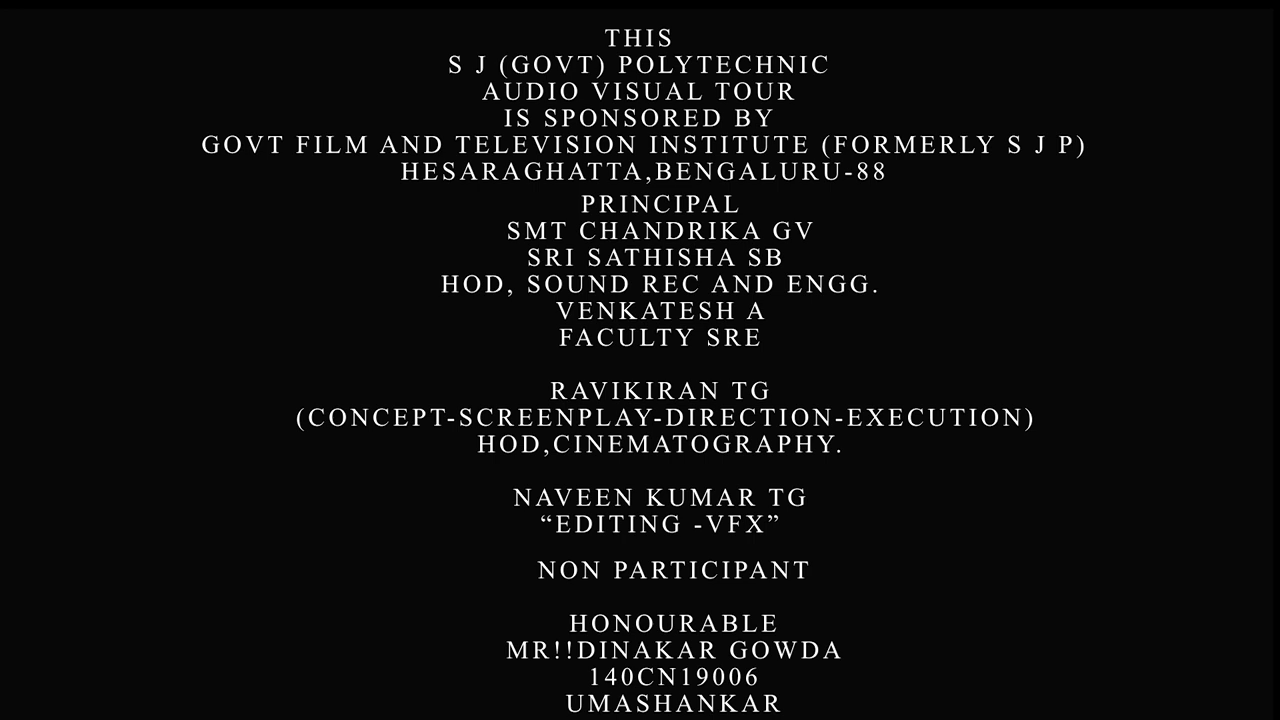 THIS
S J (GOVT) POLYTECHNIC
AUDIO VISUAL TOUR
IS SPONSORED BY
GOVT FILM AND TELEVISION INSTITUTE (FORMERLY S J P)
HESARAGHATTA,BENGALURU-88
PRINCIPAL
SMT CHANDRIKA GV
SRI SATHISHA SB
HOD, SOUND REC AND ENGG.
VENKATESH A
FACULTY SRE
RAVIKIRAN TG
(CONCEPT-SCREENPLAY-DIRECTION-EXECUTION)
HOD,CINEMATOGRAPHY.
NAVEEN KUMAR TG
“EDITING -VFX”
NON PARTICIPANT
HONOURABLE
MR!!DINAKAR GOWDA
140CN19006
UMASHANKAR